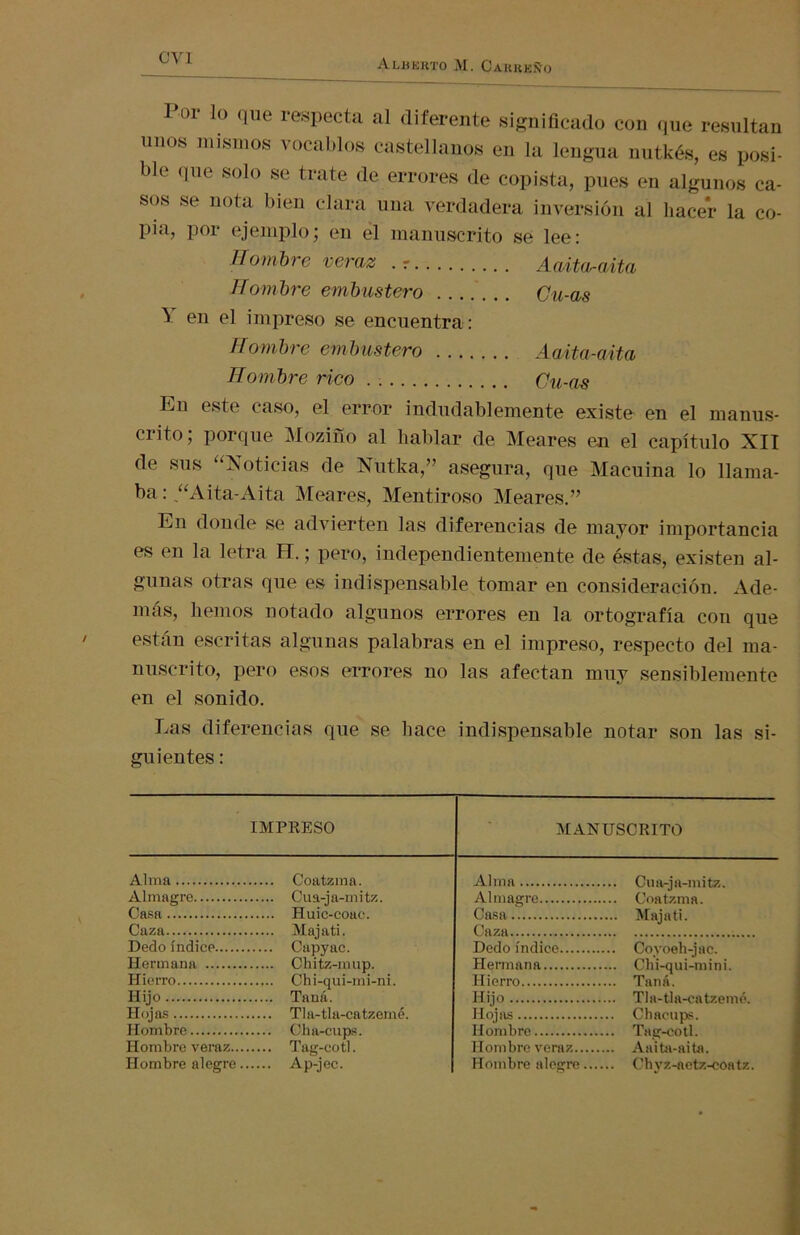 CVI
Alberto M. Carreño
Por lo que respecta al diferente significado con que resultan
unos mismos vocablos castellanos en la lengua nutkés, es posi-
ble que solo se trate de errores de copista, pues en algunos ca-
sos se nota bien clara una verdadera inversión al hacer la co-
pia, por ejemplo; en el manuscrito se lee:
Hombre veraz ........... Aaita-aita
Hombre embustero ........ Cu-as
Y en el impreso se encuentra:
Hombre embustero ........ Aaita-aita
Hombre rico .............. Cu-as
En este caso, el error indudablemente existe en el manus-
crito; porque Moziño al hablar de Meares en el capítulo XII
de sus “Noticias de Nutka,” asegura, que Macuina lo llama-
ba: “Aita-Aita Meares, Mentiroso Meares.”
En donde se advierten las diferencias de mayor importancia
es en la letra H.; pero, independientemente de éstas, existen al-
gunas otras que es indispensable tomar en consideración. Ade-
más, hemos notado algunos errores en la ortografía con que
están escritas algunas palabras en el impreso, respecto del ma-
nuscrito, pero esos errores no las afectan muy sensiblemente
en el sonido.
Las diferencias que se hace indispensable notar son las si-
guientes:
IMPRESO
Alma .................... Coatzma.
Almagre................ Cua-ja-mitz.
Casa ..................... Huic-coac.
Caza..................... Majati.
Dedo índice........... Capyac.
Hermana .............. Chitz-mup.
Hierro................... Chi-qui-mi-ni.
Hijo ..................... Taná.
Hojas ................... Tla-tla-catzemé.
Hombre................ Cha-cups.
Hombre veraz........ Tag-cotl.
Hombre alegre...... Ap-jec.
MANUSCRITO
Alma .................... Cua-ja-mitz.
Almagre................ Coatzma.
Casa ..................... Majati.
Caza..................... .........................
Dedo índice........... Coyoeh-jac.
Hermana............... Chi-qui-mini.
Hierro................... Taná.
Hijo ..................... Tla-tla-catzemé.
Hojas ................... Chacups.
Hombre................ Tag-cotl.
Hombre veraz........ Aaita-aita.
Hombre alegre...... Chyz-aetz-coatz.